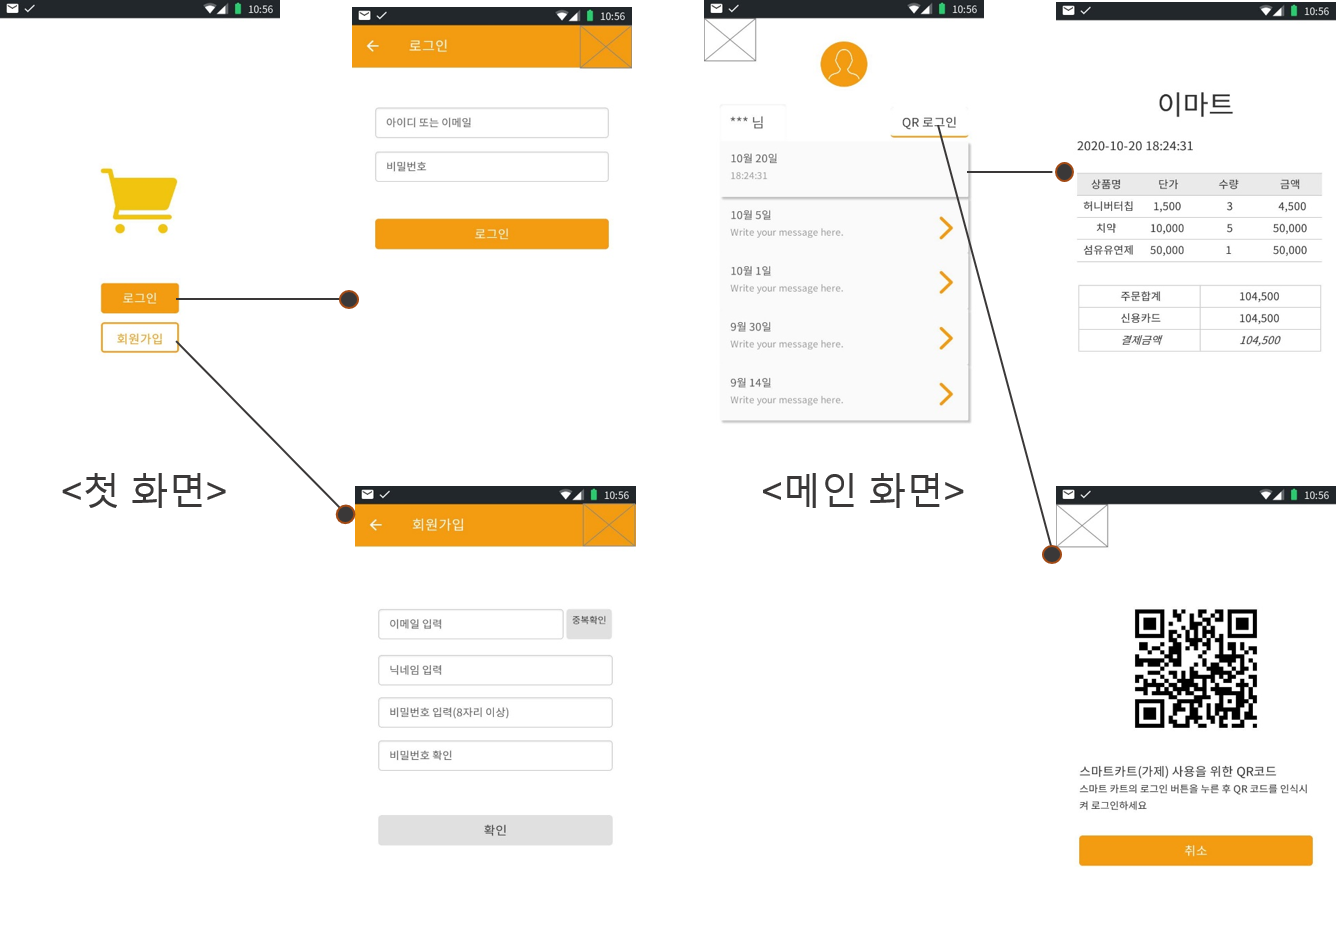 10:56
로그인
회원가입
<첫 화면>
10:56
로그인
아이디 또는 이메일
비밀번호
로그인
10:56
회원가입
이메일 입력
중복확인
닉네임 입력
비밀번호 입력(8자리 이상)
비밀번호 확인
확인
10:56
*** 님
QR 로그인
10월 20일
18:24:31
10월 5일
Write your message here.
10월 1일
Write your message here.
9월 30일
Write your message here.
9월 14일
Write your message here.
<메인 화면>
10:56
이마트
2020-10-20 18:24:31
상품명 단가 수량 금액
허니버터칩 1,500 3 4,500
치약 10,000 5 50,000
섬유유연제 50,000 1 50,000
주문합계 104,500
신용카드 104,500
결제금액 104,500
10:56
스마트카트(가제) 사용을 위한 QR코드
스마트 카트의 로그인 버튼을 누른 후 QR 코드를 인식시
켜 로그인하세요
취소